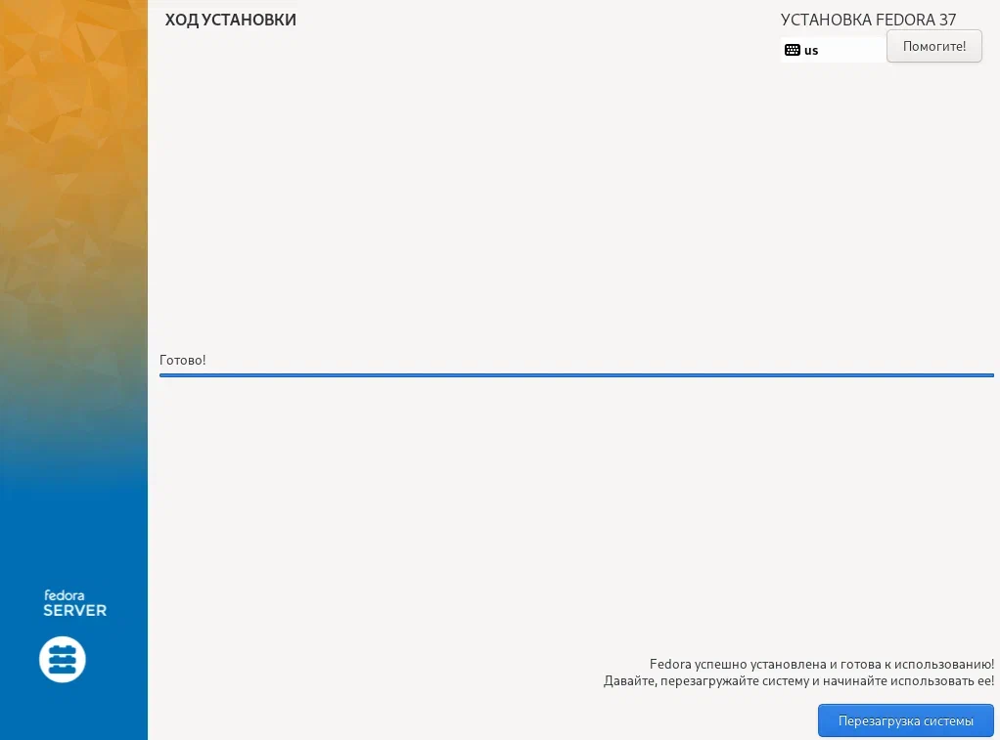 ХОД УСТАНОВКИ
УСТАНОВКА FEDORA 37
us
Помогите!
Готово!
fedora
SERVER
Fedora успешно установлена и готова к использованию!
Давайте, перезагружайте систему и начинайте использовать ее!
Перезагрузка системы